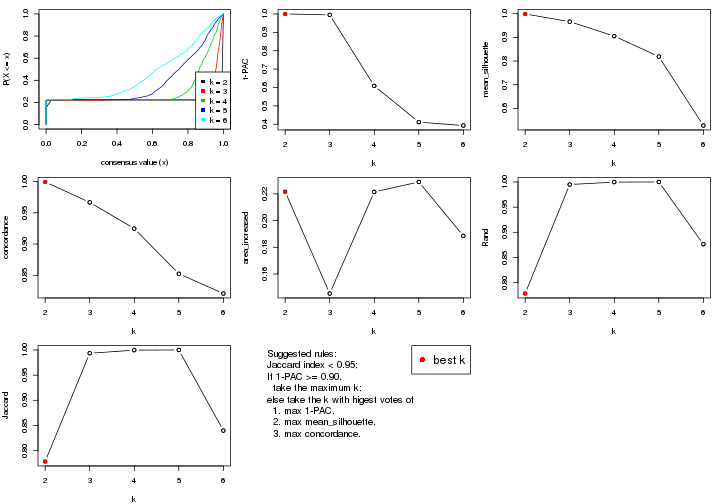 P(X <= x)
1.0
0.8
0.6
0.4
0.2
0.0
k = 2
k = 3
k = 4
k = 5
k = 6
0.0 0.2 0.4 0.6 0.8 1.0
consensus value (x)
1-PAC
1.0
0.9
0.8
0.7
0.6
0.5
0.4
2 3 4 5 6
k
mean_silhouette
1.0
0.9
0.8
0.7
0.6
2 3 4 5 6
k
concordance
1.00
0.95
0.90
0.85
2 3 4 5 6
k
area_increased
0.22
0.20
0.18
0.16
2 3 4 5 6
k
Rand
1.00
0.95
0.90
0.85
0.80
2 3 4 5 6
k
Jaccard
1.00
0.95
0.90
0.85
0.80
2 3 4 5 6
k
Suggested rules:
Jaccard index < 0.95;
If 1-PAC >= 0.90,
take the maximum k;
else take the k with higest votes of
1. max 1-PAC,
2. max mean_silhouette,
3. max concordance.
best k